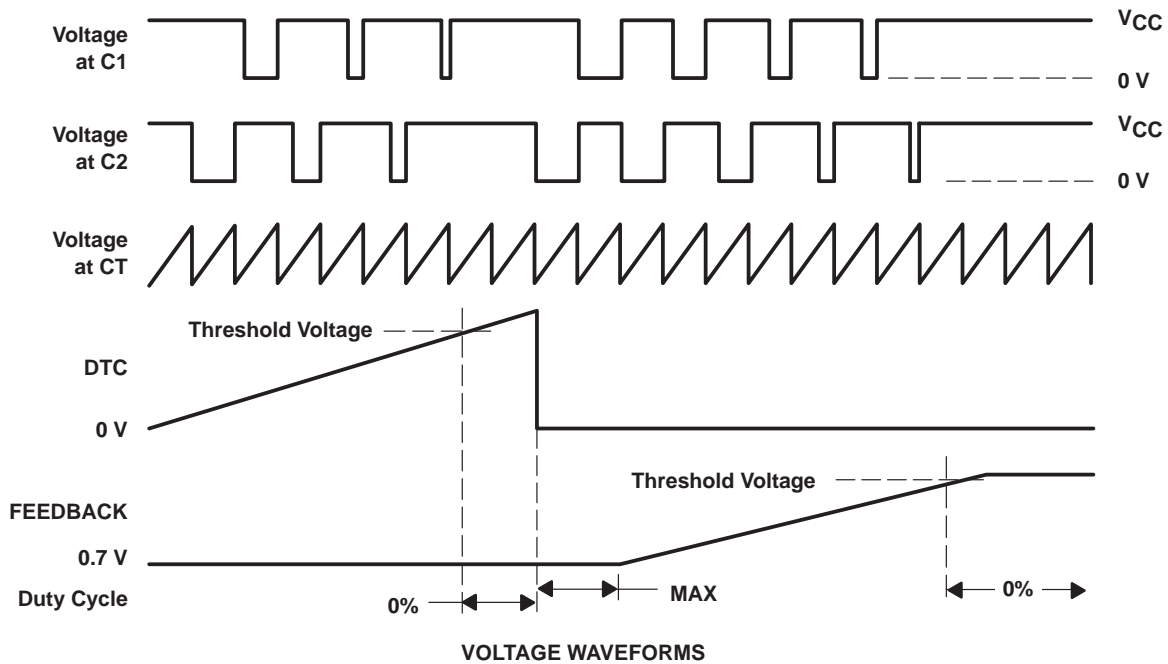 Voltage
at C1
VCC
0 V
Voltage
at C2
VCC
0 V
Voltage
at CT
Threshold Voltage
DTC
0 V
Threshold Voltage
FEEDBACK
0.7 V
Duty Cycle
0%
MAX
0%
VOLTAGE WAVEFORMS